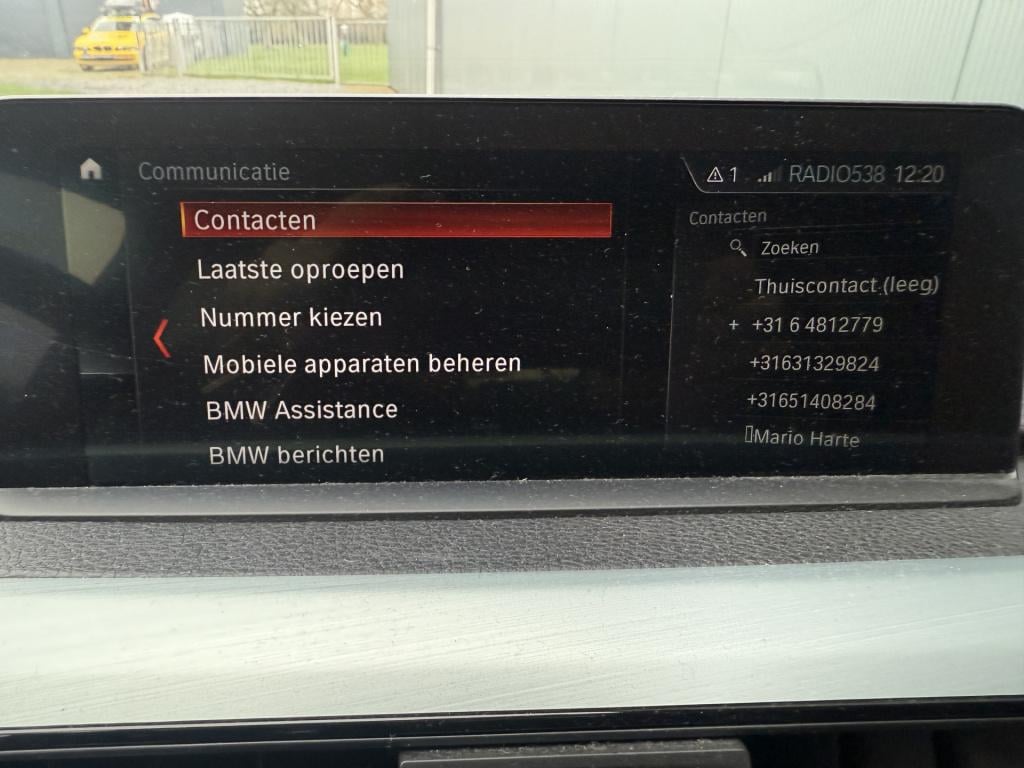 Communicatie
1 RADIO538 12:20
Contacten
Laatste oproepen
Nummer kiezen
Mobiele apparaten beheren
BMW Assistance
BMW berichten
Contacten
Zoeken
Thuiscontact (leeg)
+ +31 6 4812779
+31631329824
+31651408284
Mario Harte